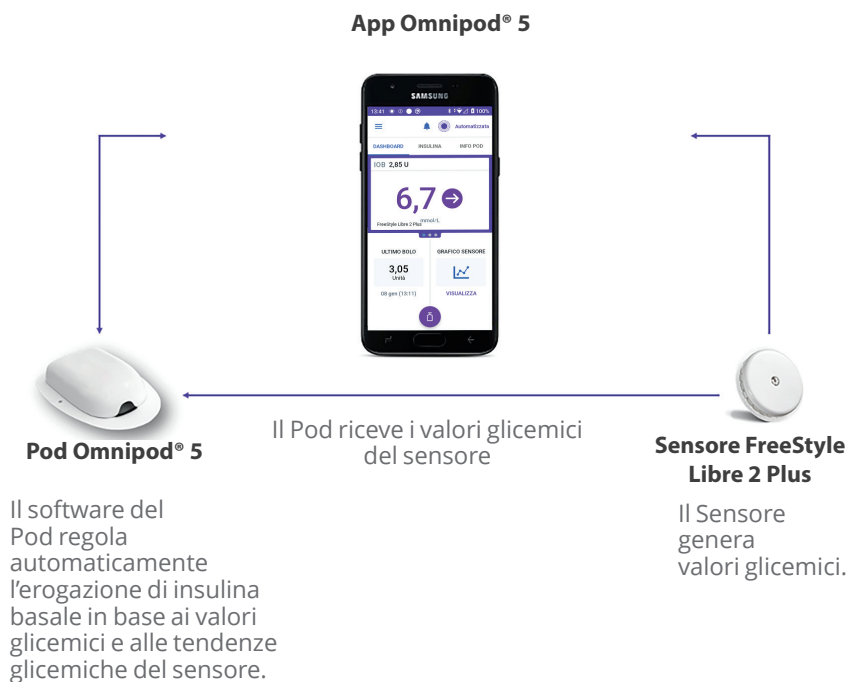 App Omnipod® 5
SAMSUNG
13:41
100%
Automatizzata
DASHBOARD INSULINA INFO POD
IOB 2,85 U
6,7
mmol/L
FreeStyle Libre 2 Plus
ULTIMO BOLO GRAFICO SENSORE
3,05
Unità
08 gen (13:11) VISUALIZZA
Il Pod riceve i valori glicemici
del sensore
Pod Omnipod® 5
Sensore FreeStyle
Libre 2 Plus
Il software del
Pod regola
automaticamente
l'erogazione di insulina
basale in base ai valori
glicemici e alle tendenze
glicemiche del sensore.
Il Sensore
genera
valori glicemici.